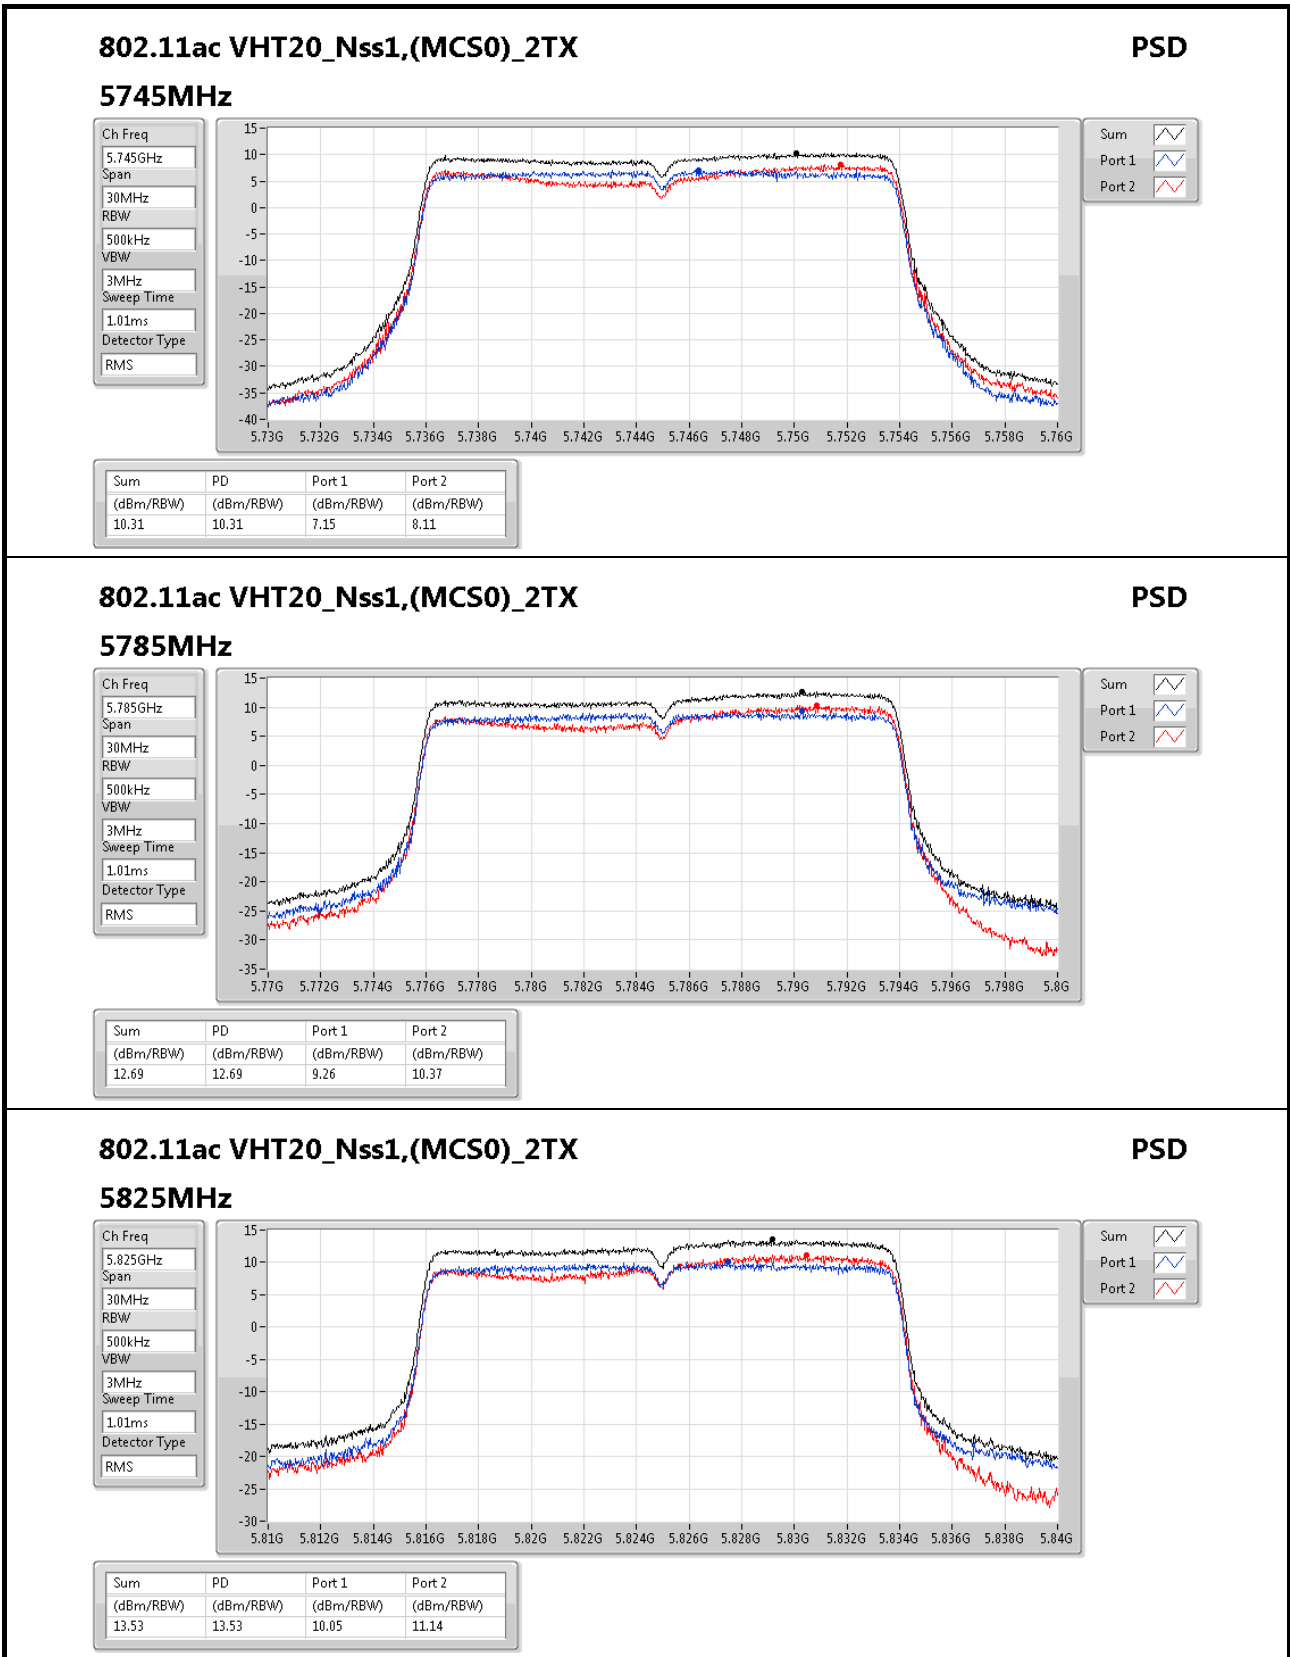 802.11ac VHT20_Nss1,(MCS0)_2TX PSD
5745MHz
Ch Freq
5.745GHz
Span
30MHz
RBW
500kHz
VBW
3MHz
Sweep Time
1.01ms
Detector Type
RMS
15
10
5
0
-5
-10
-15
-20
-25
-30
-35
-40
5.73G 5.732G 5.734G 5.736G 5.738G 5.74G 5.742G 5.744G 5.746G 5.748G 5.75G 5.752G 5.754G 5.756G 5.758G 5.76G
Sum
Port 1
Port 2
Sum PD Port 1 Port 2
(dBm/RBW) (dBm/RBW) (dBm/RBW) (dBm/RBW)
10.31 10.31 7.15 8.11
802.11ac VHT20_Nss1,(MCS0)_2TX PSD
5785MHz
Ch Freq
5.785GHz
Span
30MHz
RBW
500kHz
VBW
3MHz
Sweep Time
1.01ms
Detector Type
RMS
15
10
5
0
-5
-10
-15
-20
-25
-30
-35
5.77G 5.772G 5.774G 5.776G 5.778G 5.78G 5.782G 5.784G 5.786G 5.788G 5.79G 5.792G 5.794G 5.796G 5.798G 5.8G
Sum
Port 1
Port 2
Sum PD Port 1 Port 2
(dBm/RBW) (dBm/RBW) (dBm/RBW) (dBm/RBW)
12.69 12.69 9.26 10.37
802.11ac VHT20_Nss1,(MCS0)_2TX PSD
5825MHz
Ch Freq
5.825GHz
Span
30MHz
RBW
500kHz
VBW
3MHz
Sweep Time
1.01ms
Detector Type
RMS
15
10
5
0
-5
-10
-15
-20
-25
-30
5.81G 5.812G 5.814G 5.816G 5.818G 5.82G 5.822G 5.824G 5.826G 5.828G 5.83G 5.832G 5.834G 5.836G 5.838G 5.84G
Sum
Port 1
Port 2
Sum PD Port 1 Port 2
(dBm/RBW) (dBm/RBW) (dBm/RBW) (dBm/RBW)
13.53 13.53 10.05 11.14